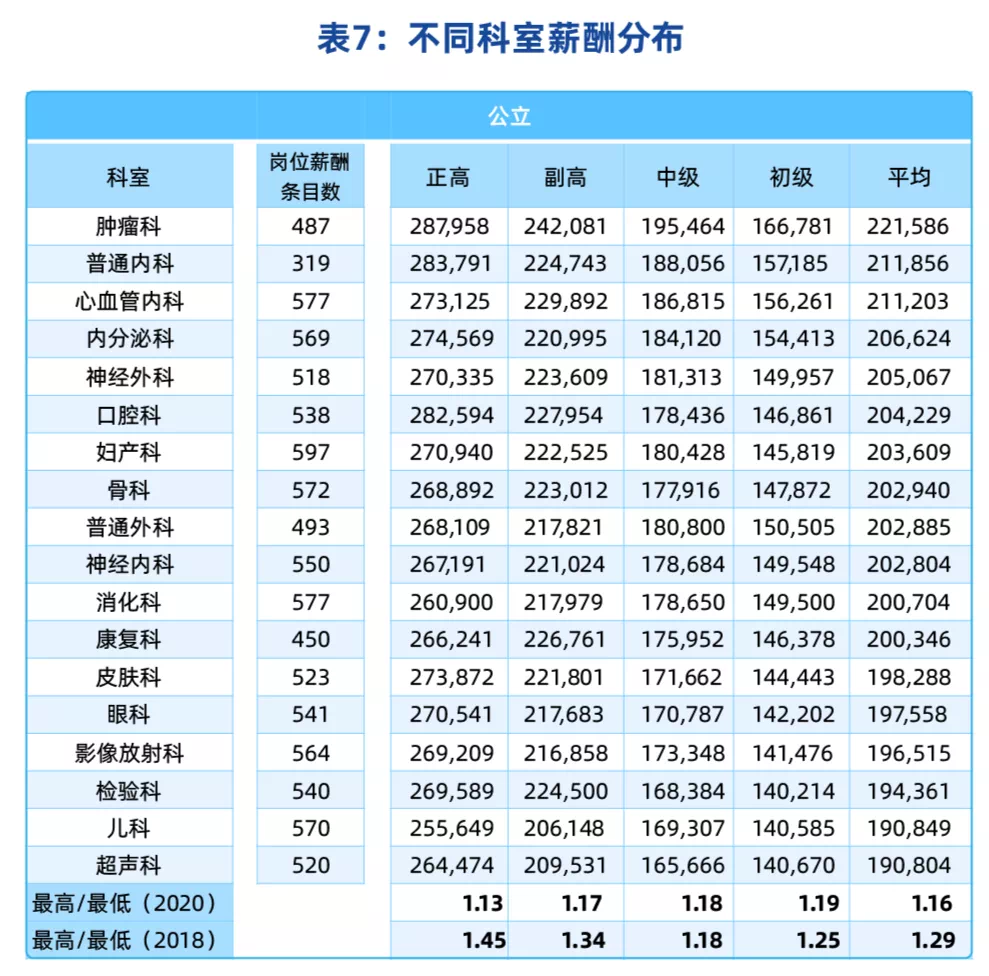 表7：不同科室薪酬分布
公立
科室 岗位薪酬条目数 正高 副高 中级 初级 平均
肿瘤科 487 287,958 242,081 195,464 166,781 221,586
普通内科 319 283,791 224,743 188,056 157,185 211,856
心血管内科 577 273,125 229,892 186,815 156,261 211,203
内分泌科 569 274,569 220,995 184,120 154,413 206,624
神经外科 518 270,335 223,609 181,313 149,957 205,067
口腔科 538 282,594 227,954 178,436 146,861 204,229
妇产科 597 270,940 222,525 180,428 145,819 203,609
骨科 572 268,892 223,012 177,916 147,872 202,940
普通外科 493 268,109 217,821 180,800 150,505 202,885
神经内科 550 267,191 221,024 178,684 149,548 202,804
消化科 577 260,900 217,979 178,650 149,500 200,704
康复科 450 266,241 226,761 175,952 146,378 200,346
皮肤科 523 273,872 221,801 171,662 144,443 198,288
眼科 541 270,541 217,683 170,787 142,202 197,558
影像放射科 564 269,209 216,858 173,348 141,476 196,515
检验科 540 269,589 224,500 168,384 140,214 194,361
儿科 570 255,649 206,148 169,307 140,585 190,849
超声科 520 264,474 209,531 165,666 140,670 190,804
最高/最低（2020） 1.13 1.17 1.18 1.19 1.16
最高/最低（2018） 1.45 1.34 1.18 1.25 1.29